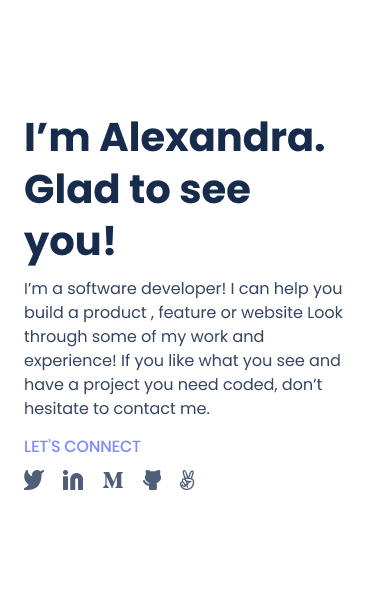 I’m Alexandra.
Glad to see
you!
I’m a software developer! I can help you
build a product , feature or website Look
through some of my work and
experience! If you like what you see and
have a project you need coded, don’t
hesitate to contact me.
LET'S CONNECT